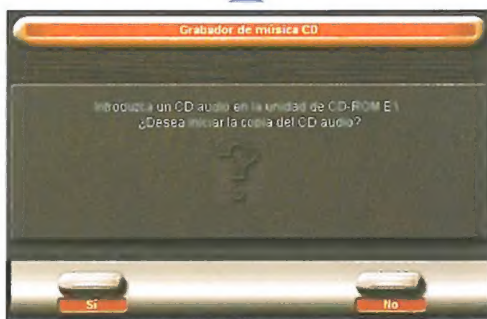 Grabador de música CD
Introduzca un CD audio en la unidad de CD-ROM E:\
¿Desea iniciar la copia del CD audio?
Sí
No